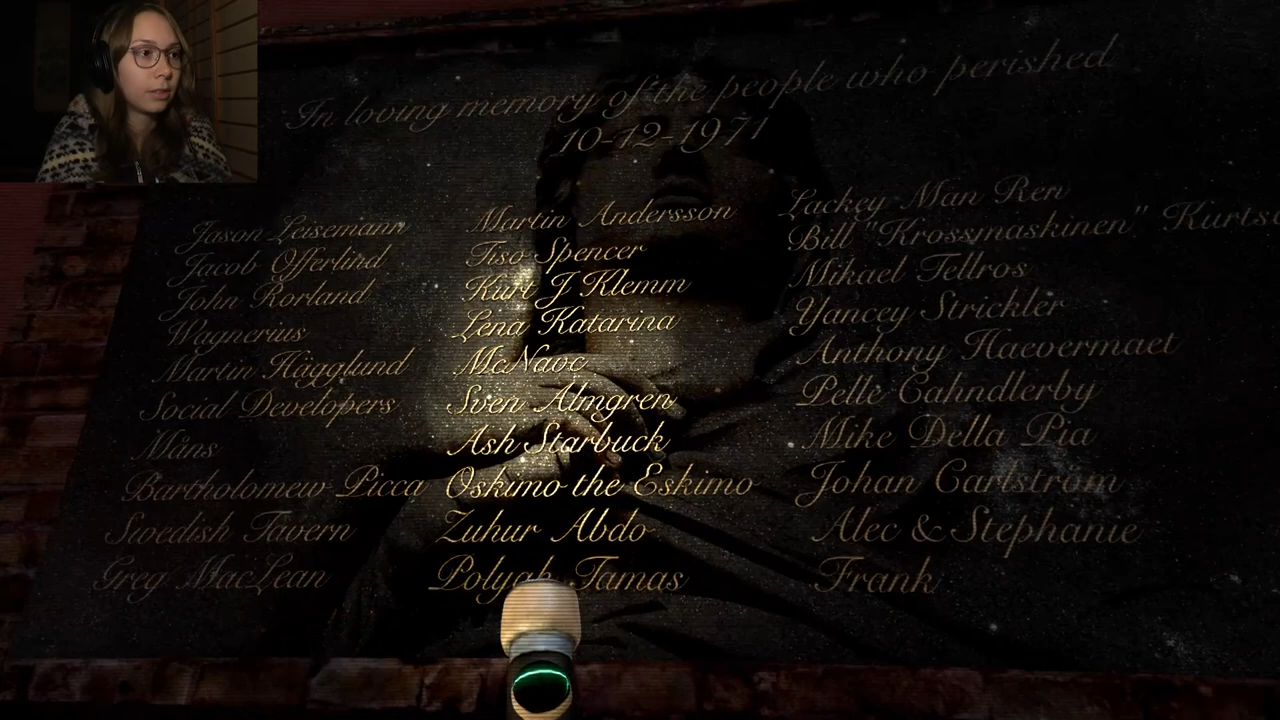 In loving memory of the people who perished
10-12-1971
Jason Leisemann
Jacob Offerlind
John Rorland
Wagnerius
Martin Hägglund
Social Developers
Måns
Bartholomew Picca
Swedish Tavern
Greg MacLean
Martin Andersson
Tiso Spencer
Kurt J Klemm
Lena Katarina
McNavc
Sven Almgren
Ash Starbuck
Oskimo the Eskimo
Zuhur Abdo
Polyak Tamas
Lackey Man Ren
Bill "Krossmaskinen"
Mikael Tellros
Yancey Strickler
Anthony Haevermaet
Pelle Cahndlerby
Mike Della Pia
Johan Carlström
Alec & Stephanie
Frank